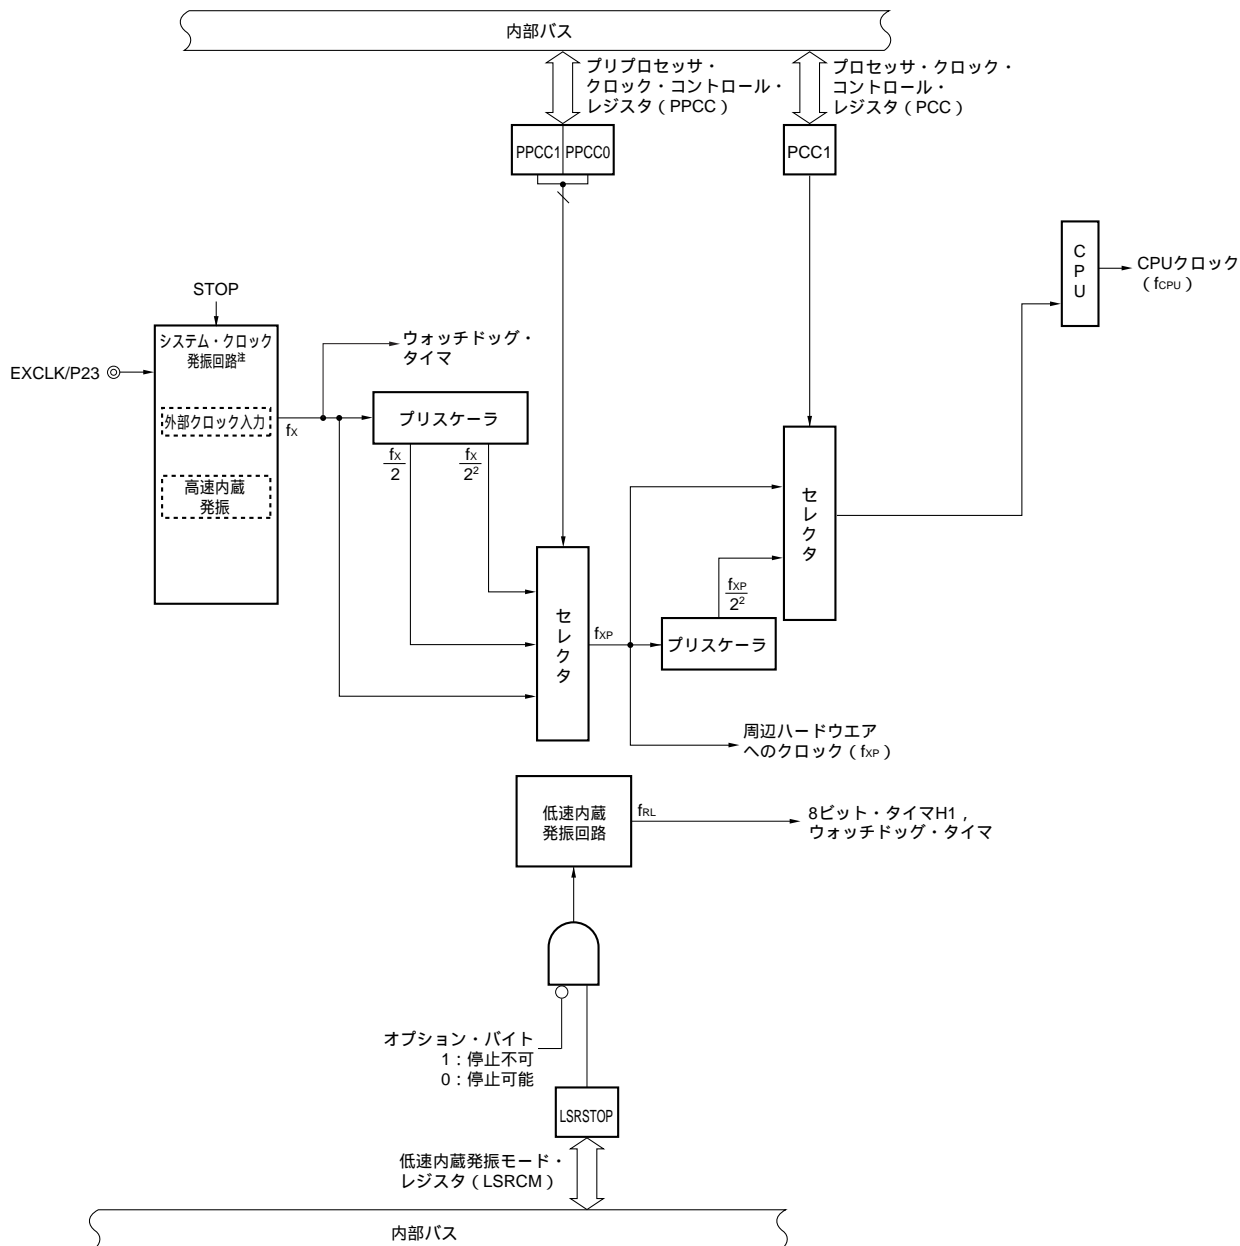 内部バス
プリプロセッサ・
クロック・コントロール・
レジスタ（PPCC）
プロセッサ・クロック・
コントロール・
レジスタ（PCC）
PPCC1 PPCC0
PCC1
CPU
CPUクロック
（fCPU）
STOP
システム・クロック
発振回路注
EXCLK/P23
外部クロック入力
高速内蔵
発振
fX
ウォッチドッグ・
タイマ
プリスケーラ
fX
2
fX
2²
セレクタ
fXP
セレクタ
fXP
2²
プリスケーラ
周辺ハードウエア
へのクロック（fXP）
低速内蔵
発振回路
fRL
8ビット・タイマH1，
ウォッチドッグ・タイマ
オプション・バイト
1：停止不可
0：停止可能
LSRSTOP
低速内蔵発振モード・
レジスタ（LSRCM）
内部バス